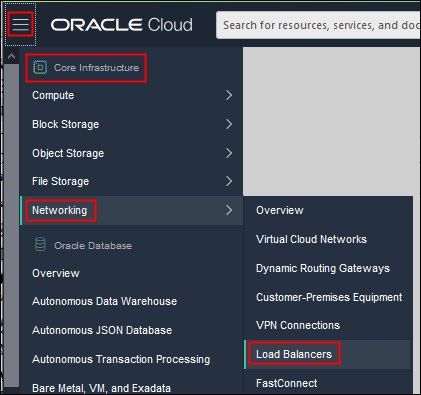 ORACLE Cloud
Search for resources, services, and doc
Core Infrastructure
Compute
Block Storage
Object Storage
File Storage
Networking
Oracle Database
Overview
Autonomous Data Warehouse
Autonomous JSON Database
Autonomous Transaction Processing
Bare Metal, VM, and Exadata
Overview
Virtual Cloud Networks
Dynamic Routing Gateways
Customer-Premises Equipment
VPN Connections
Load Balancers
FastConnect